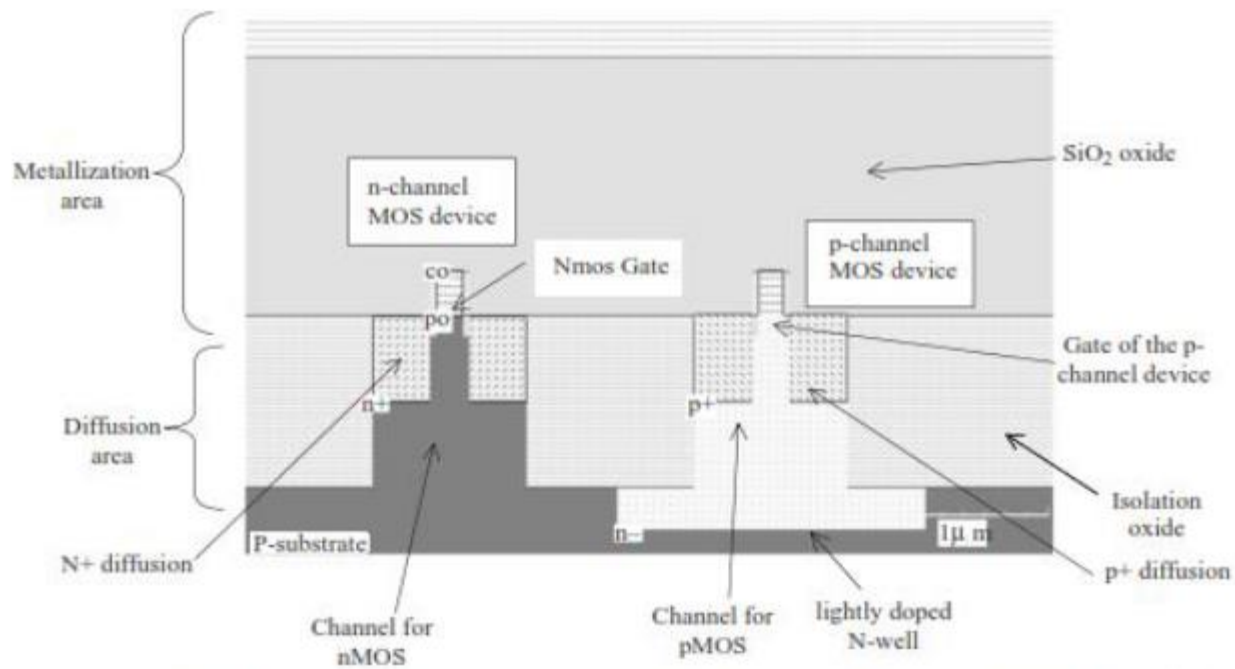 Metallization
area
SiO₂ oxide
n-channel
MOS device
p-channel
MOS device
co
Nmos Gate
po
Gate of the p-
channel device
n+
p+
Diffusion
area
Isolation
oxide
n–
1μ m
P-substrate
N+ diffusion
p+ diffusion
Channel for
nMOS
Channel for
pMOS
lightly doped
N-well